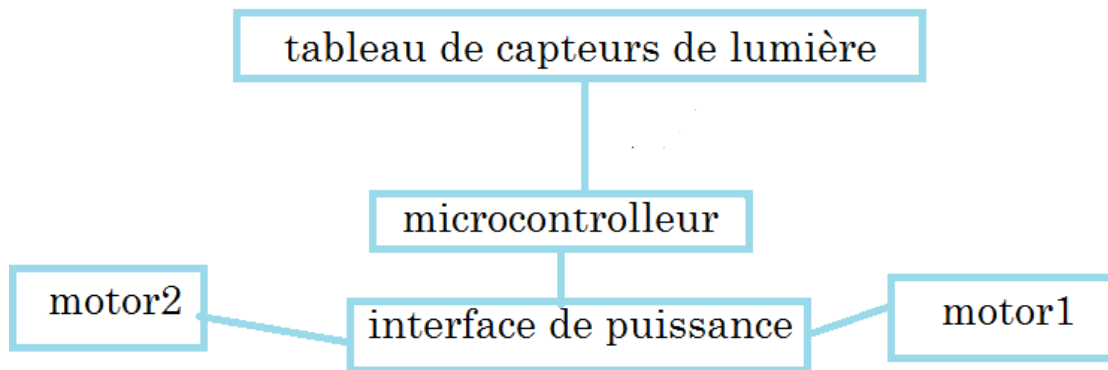 tableau de capteurs de lumière
microcontrolleur
motor2
interface de puissance
motor1